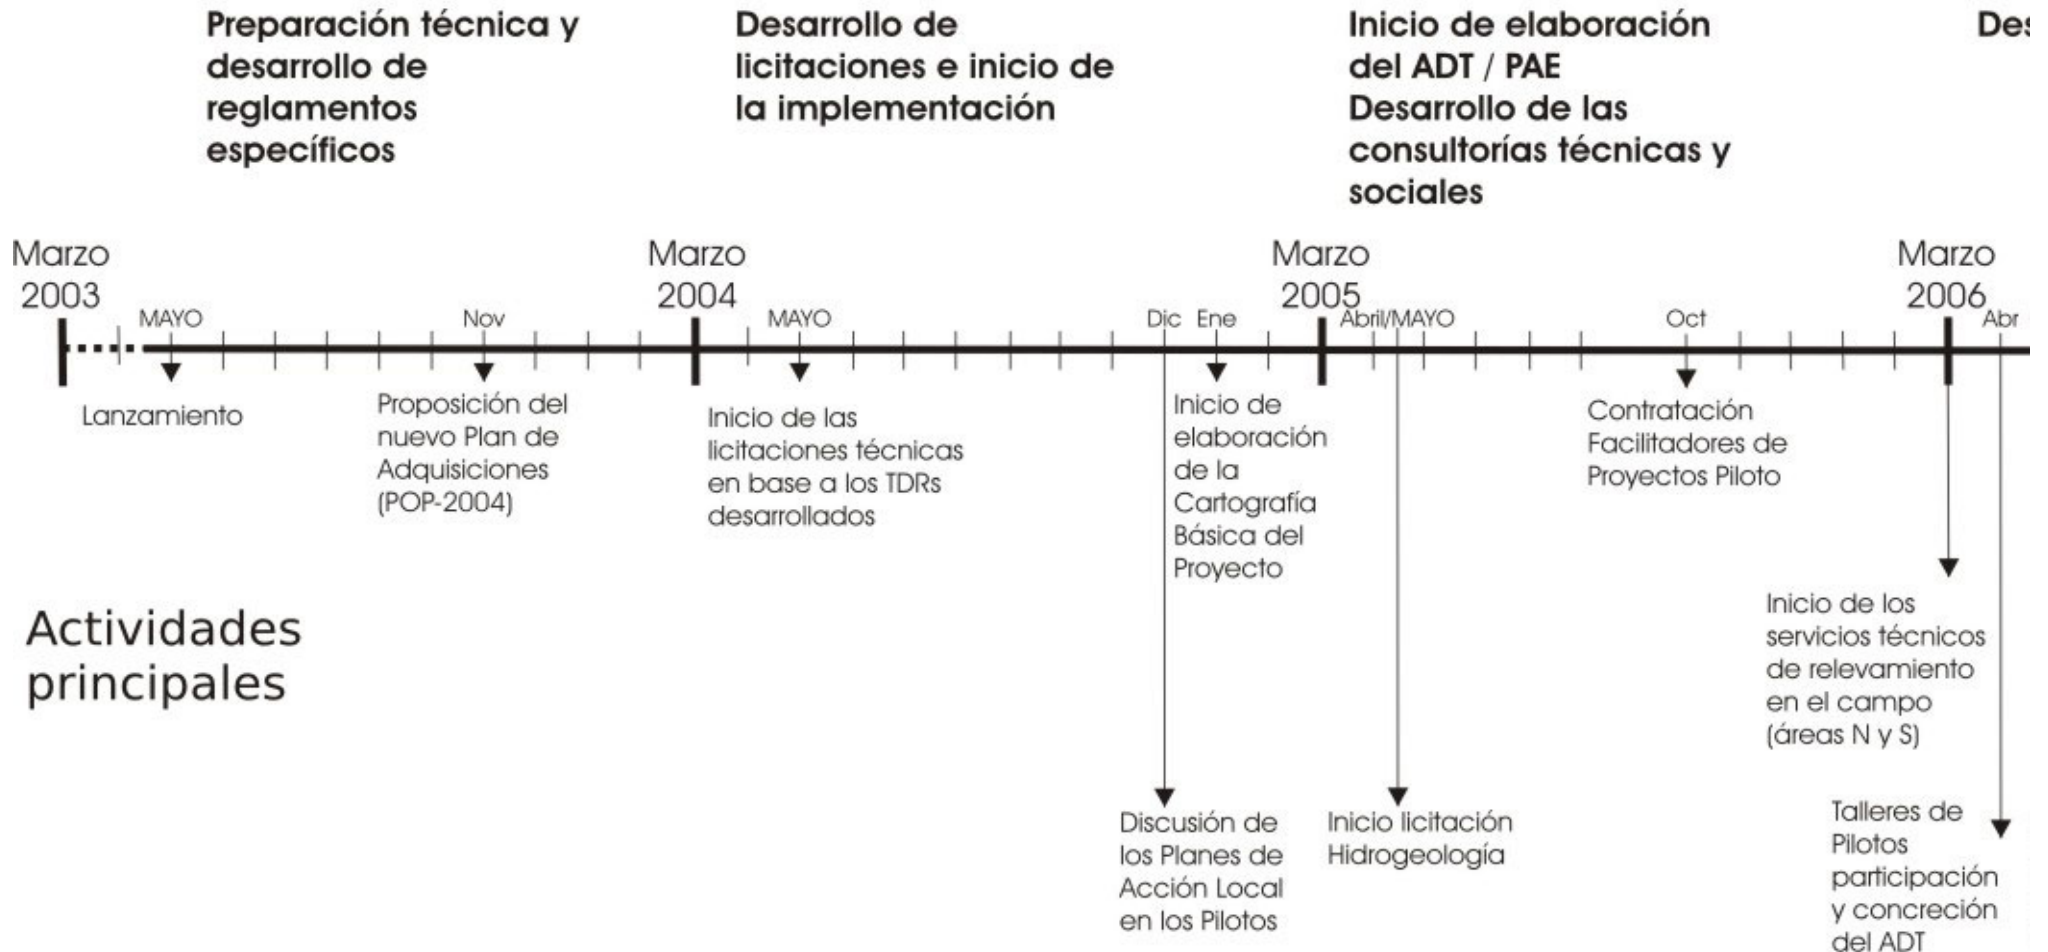 Preparación técnica y
desarrollo de
reglamentos
específicos
Desarrollo de
licitaciones e inicio de
la implementación
Inicio de elaboración
del ADT / PAE
Desarrollo de las
consultorías técnicas y
sociales
Marzo
2003
Marzo
2004
Marzo
2005
Marzo
2006
MAYO
Nov
MAYO
Dic
Ene
Abril/MAYO
Oct
Abr
Lanzamiento
Proposición del
nuevo Plan de
Adquisiciones
(POP-2004)
Inicio de las
licitaciones técnicas
en base a los TDRs
desarrollados
Inicio de
elaboración
de la
Cartografía
Básica del
Proyecto
Contratación
Facilitadores de
Proyectos Piloto
Actividades
principales
Inicio de los
servicios técnicos
de relevamiento
en el campo
(áreas N y S)
Discusión de
los Planes de
Acción Local
en los Pilotos
Inicio licitación
Hidrogeología
Talleres de
Pilotos
participación
y concreción
del ADT